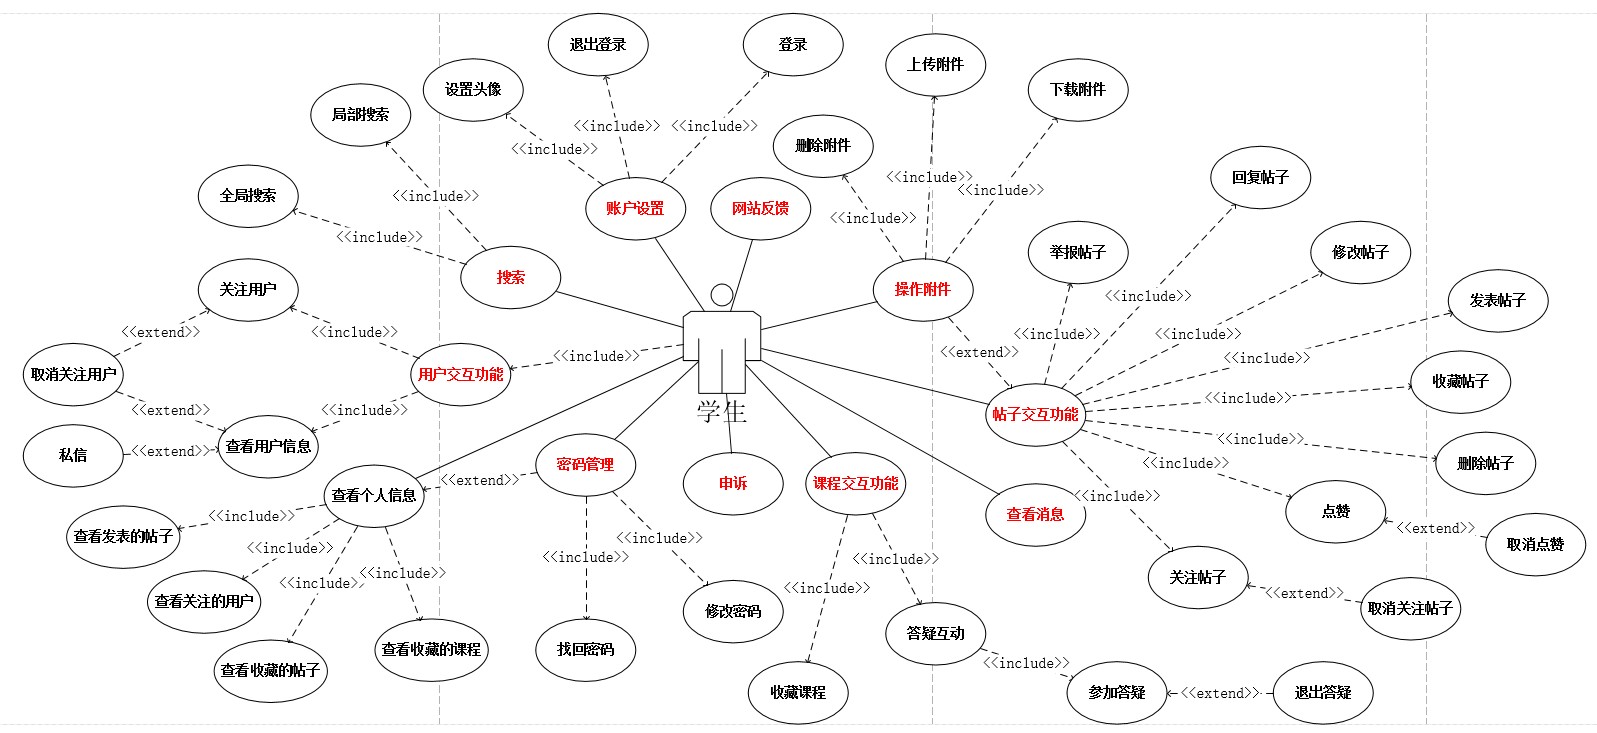 退出登录
登录
上传附件
设置头像
下载附件
局部搜索
<<include>>
<<include>>
删除附件
<<include>>
<<include>>
<<include>>
回复帖子
全局搜索
<<include>>
账户设置
网站反馈
<<include>>
<<include>>
举报帖子
修改帖子
搜索
关注用户
操作附件
<<include>>
发表帖子
<<extend>>
<<include>>
<<include>>
<<include>>
<<include>>
<<extend>>
<<include>>
取消关注用户
用户交互功能
收藏帖子
<<include>>
<<extend>>
<<include>>
学生
帖子交互功能
<<include>>
私信
<<extend>>
查看用户信息
密码管理
<<include>>
删除帖子
<<extend>>
申诉
课程交互功能
查看个人信息
<<include>>
查看消息
点赞
<<include>>
<<extend>>
查看发表的帖子
取消点赞
<<include>>
<<include>>
<<include>>
<<include>>
<<include>>
<<include>>
<<include>>
<<include>>
关注帖子
<<extend>>
查看关注的用户
修改密码
取消关注帖子
答疑互动
查看收藏的课程
找回密码
查看收藏的帖子
<<include>>
收藏课程
参加答疑
<<extend>>
退出答疑